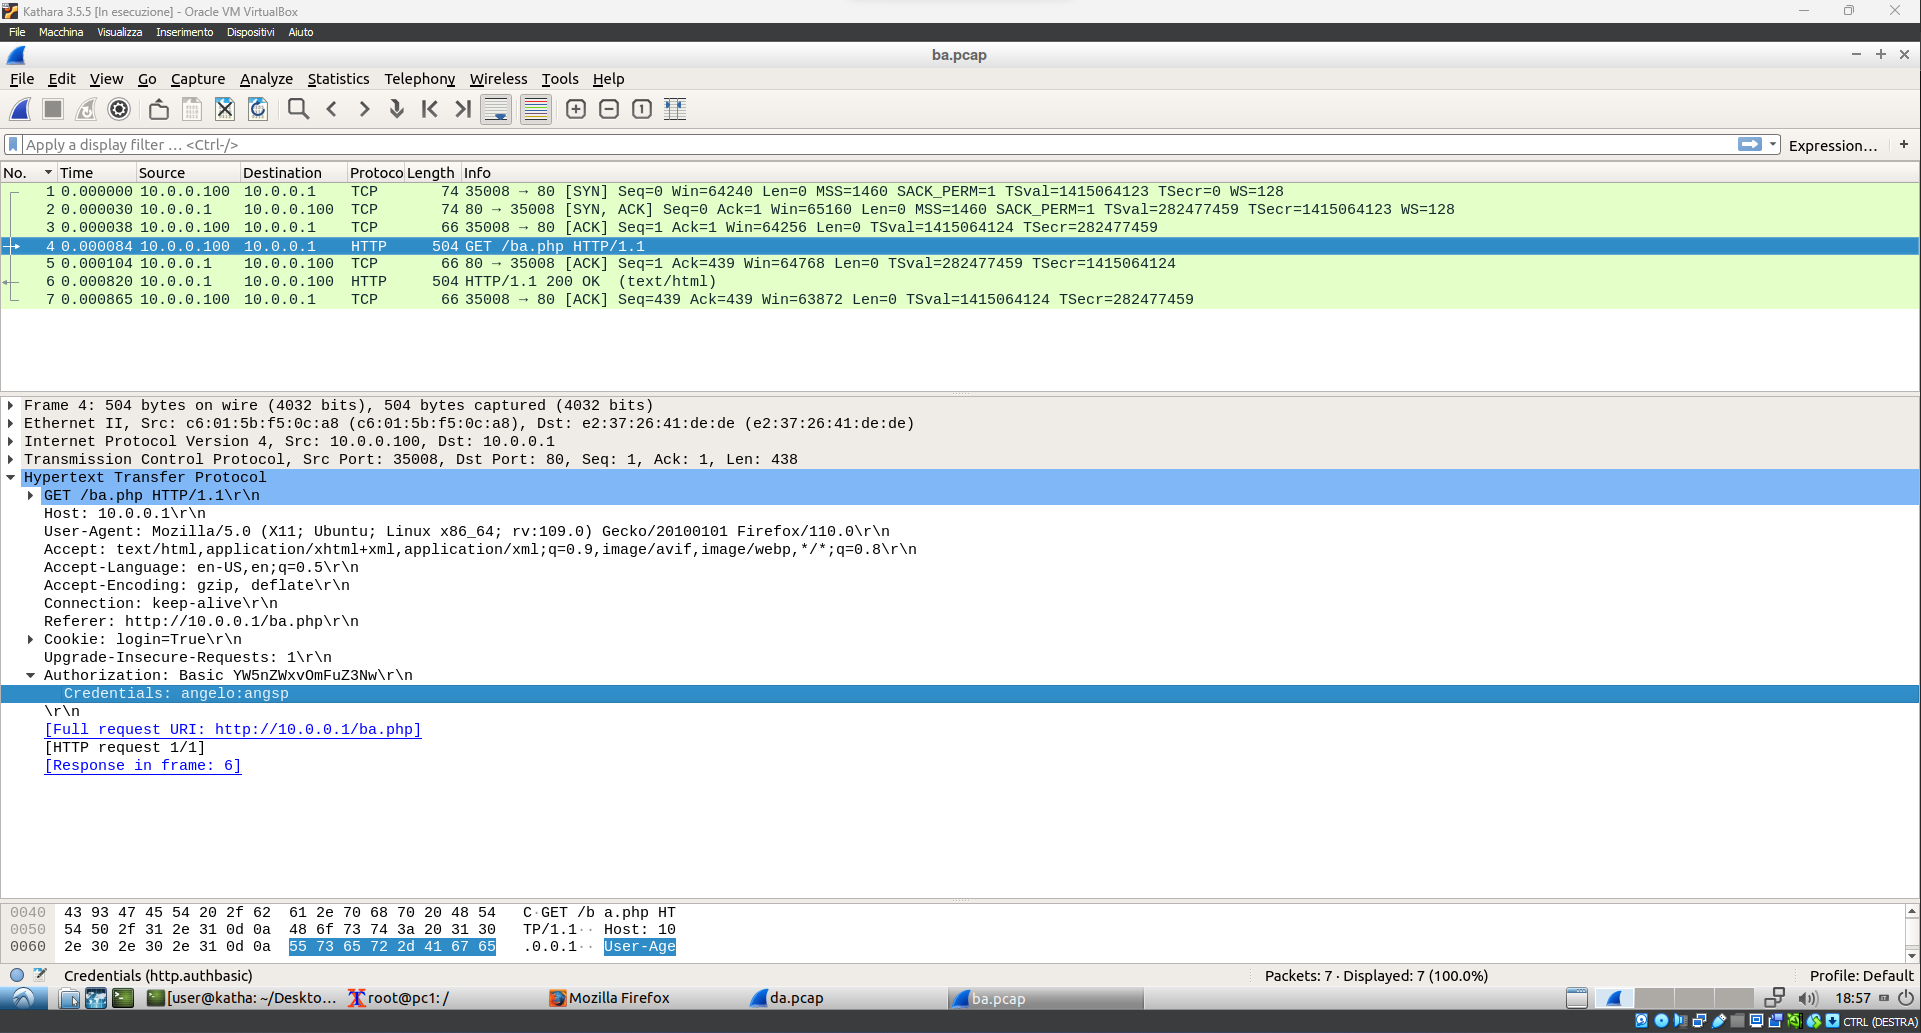 Kathara 3.5.5 [In esecuzione] - Oracle VM VirtualBox
File Macchina Visualizza Inserimento Dispositivi Aiuto
ba.pcap
File Edit View Go Capture Analyze Statistics Telephony Wireless Tools Help
Apply a display filter … <Ctrl-/> Expression… +
No. Time Source Destination Protoco Length Info
1 0.000000 10.0.0.100 10.0.0.1 TCP 74 35008 → 80 [SYN] Seq=0 Win=64240 Len=0 MSS=1460 SACK_PERM=1 TSval=1415064123 TSecr=0 WS=128
2 0.000030 10.0.0.1 10.0.0.100 TCP 74 80 → 35008 [SYN, ACK] Seq=0 Ack=1 Win=65160 Len=0 MSS=1460 SACK_PERM=1 TSval=282477459 TSecr=1415064123 WS=128
3 0.000038 10.0.0.100 10.0.0.1 TCP 66 35008 → 80 [ACK] Seq=1 Ack=1 Win=64256 Len=0 TSval=1415064124 TSecr=282477459
4 0.000084 10.0.0.100 10.0.0.1 HTTP 504 GET /ba.php HTTP/1.1
5 0.000104 10.0.0.1 10.0.0.100 TCP 66 80 → 35008 [ACK] Seq=1 Ack=439 Win=64768 Len=0 TSval=282477459 TSecr=1415064124
6 0.000820 10.0.0.1 10.0.0.100 HTTP 504 HTTP/1.1 200 OK (text/html)
7 0.000865 10.0.0.100 10.0.0.1 TCP 66 35008 → 80 [ACK] Seq=439 Ack=439 Win=63872 Len=0 TSval=1415064124 TSecr=282477459
Frame 4: 504 bytes on wire (4032 bits), 504 bytes captured (4032 bits)
Ethernet II, Src: c6:01:5b:f5:0c:a8 (c6:01:5b:f5:0c:a8), Dst: e2:37:26:41:de:de (e2:37:26:41:de:de)
Internet Protocol Version 4, Src: 10.0.0.100, Dst: 10.0.0.1
Transmission Control Protocol, Src Port: 35008, Dst Port: 80, Seq: 1, Ack: 1, Len: 438
Hypertext Transfer Protocol
GET /ba.php HTTP/1.1\r\n
Host: 10.0.0.1\r\n
User-Agent: Mozilla/5.0 (X11; Ubuntu; Linux x86_64; rv:109.0) Gecko/20100101 Firefox/110.0\r\n
Accept: text/html,application/xhtml+xml,application/xml;q=0.9,image/avif,image/webp,*/*;q=0.8\r\n
Accept-Language: en-US,en;q=0.5\r\n
Accept-Encoding: gzip, deflate\r\n
Connection: keep-alive\r\n
Referer: http://10.0.0.1/ba.php\r\n
Cookie: login=True\r\n
Upgrade-Insecure-Requests: 1\r\n
Authorization: Basic YW5nZWxvOmFuZ3Nw\r\n
Credentials: angelo:angsp
\r\n
[Full request URI: http://10.0.0.1/ba.php]
[HTTP request 1/1]
[Response in frame: 6]
0040 43 93 47 45 54 20 2f 62 61 2e 70 68 70 20 48 54 C·GET /b a.php HT
0050 54 50 2f 31 2e 31 0d 0a 48 6f 73 74 3a 20 31 30 TP/1.1·· Host: 10
0060 2e 30 2e 30 2e 31 0d 0a 55 73 65 72 2d 41 67 65 .0.0.1·· User-Age
Credentials (http.authbasic) Packets: 7 · Displayed: 7 (100.0%) Profile: Default
[user@katha: ~/Deskto... root@pc1: / Mozilla Firefox da.pcap ba.pcap 18:57
CTRL (DESTRA)